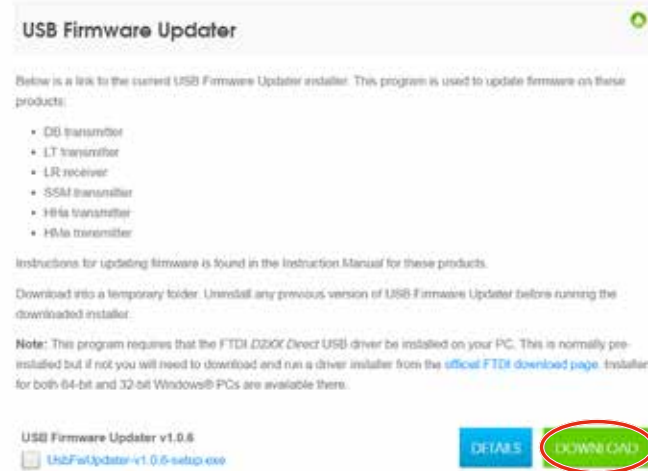 USB Firmware Updater
Below is a link to the current USB Firmware Updater installer. This program is used to update firmware on these
products:
• DB transmitter
• LT transmitter
• LR receiver
• SSM transmitter
• HHa transmitter
• HMa transmitter
Instructions for updating firmware is found in the Instruction Manual for these products.
Download into a temporary folder. Uninstall any previous version of USB Firmware Updater before running the
downloaded installer.
Note: This program requires that the FTDI D2XX Direct USB driver be installed on your PC. This is normally pre-
installed but if not you will need to download and run a driver installer from the official FTDI download page. Installer
for both 64-bit and 32-bit Windows® PCs are available there.
USB Firmware Updater v1.0.6
UsbFwUpdater-v1.0.6-setup.exe
DETAILS
DOWNLOAD